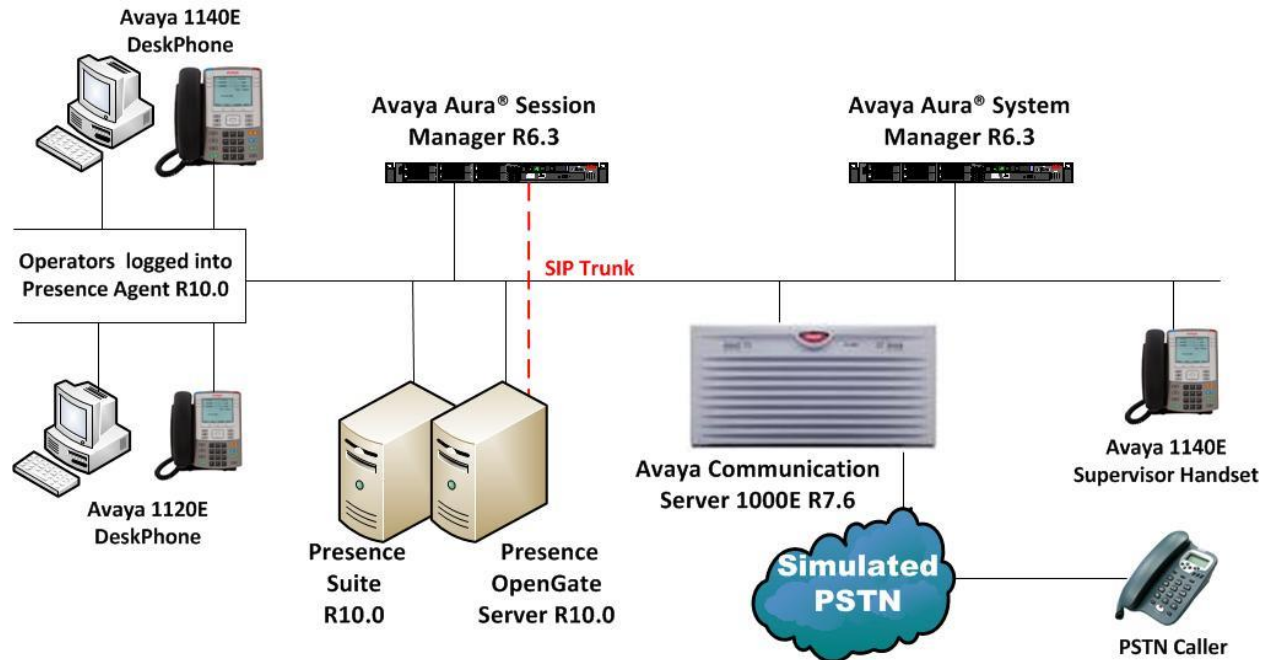 Avaya 1140E
DeskPhone
Avaya Aura® Session
Manager R6.3
Avaya Aura® System
Manager R6.3
Operators logged into
Presence Agent R10.0
SIP Trunk
Avaya 1120E
DeskPhone
Presence
Suite
R10.0
Presence
OpenGate
Server R10.0
Avaya Communication
Server 1000E R7.6
Avaya 1140E
Supervisor Handset
Simulated
PSTN
PSTN Caller